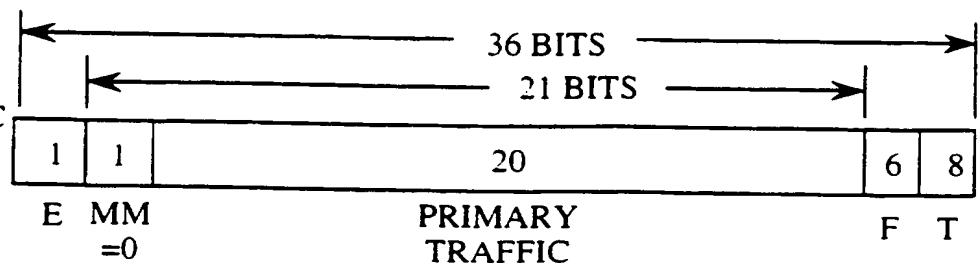 36 BITS
21 BITS
1 1 20 6 8
E MM PRIMARY F T
=0 TRAFFIC